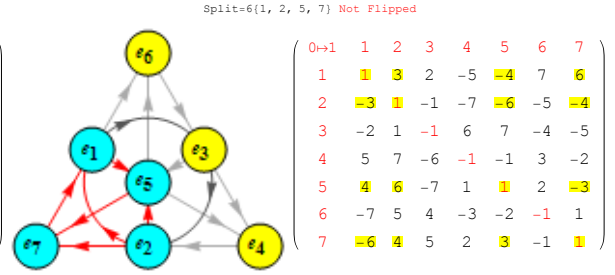 Split=6{1, 2, 5, 7} Not Flipped
e6
e1
e3
e5
e7
e2
e4
0↦1 1 2 3 4 5 6 7
1 1 3 2 −5 −4 7 6
2 −3 1 −1 −7 −6 −5 −4
3 −2 1 −1 6 7 −4 −5
4 5 7 −6 −1 −1 3 −2
5 4 6 −7 1 1 2 −3
6 −7 5 4 −3 −2 −1 1
7 −6 4 5 2 3 −1 1